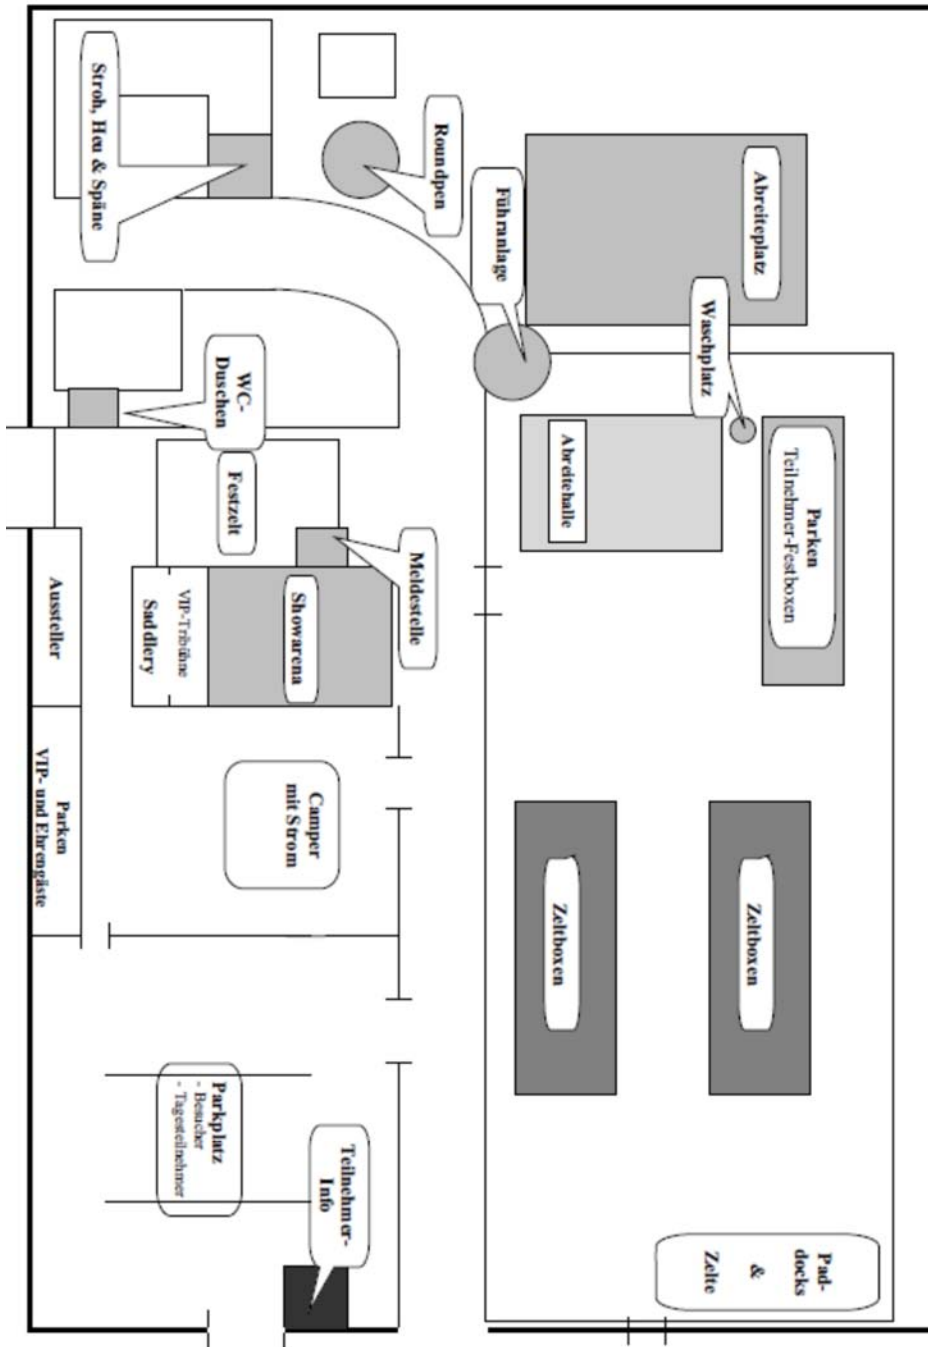 Abreiteplatz
Waschplatz
Parken
Teilnehmer-Festboxen
Zeltboxen
Pad-
docks
&
Zelte
Führanlage
Abreitehalle
Zeltboxen
Roundpen
Meldestelle
Stroh, Heu & Späne
WC-
Duschen
Festzelt
Showarena
VIP-Tribühne
Saddlery
Camper
mit Strom
Teilnehmer-
Info
Parkplatz
- Besucher
- Tagesteilnehmer
Aussteller
Parken
VIP- und Ehrengäste